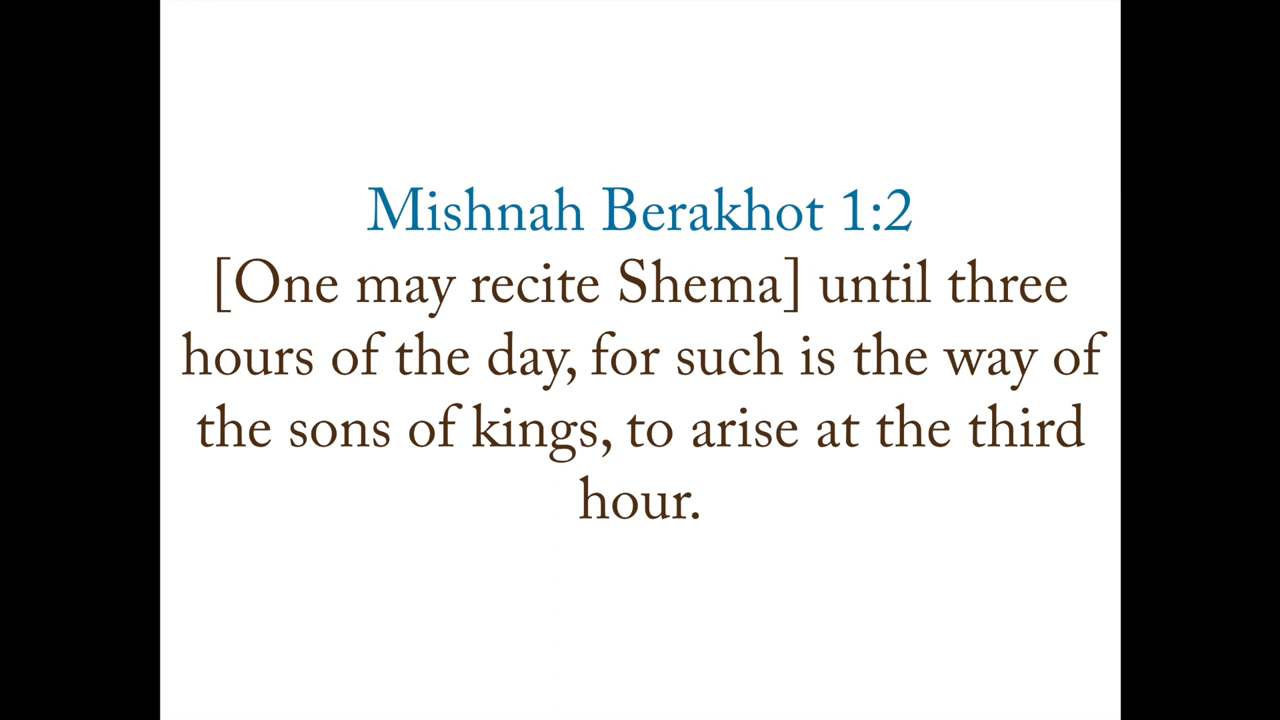 Mishnah Berakhot 1:2
[One may recite Shema] until three
hours of the day, for such is the way of
the sons of kings, to arise at the third
hour.